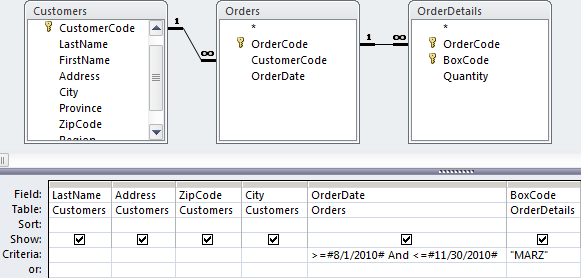 Customers
CustomerCode
LastName
FirstName
Address
City
Province
ZipCode
Region
Orders
*
OrderCode
CustomerCode
OrderDate
OrderDetails
*
OrderCode
BoxCode
Quantity
1 ∞
1 ∞
Field: LastName Address ZipCode City OrderDate BoxCode
Table: Customers Customers Customers Customers Orders OrderDetails
Sort:
Show:
Criteria: >=#8/1/2010# And <=#11/30/2010# "MARZ"
or: